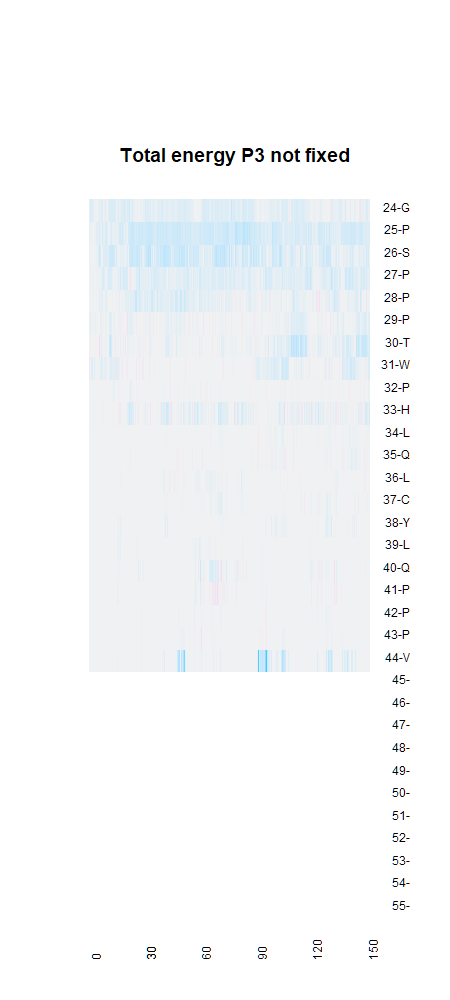 Total energy P3 not fixed
24-G
25-P
26-S
27-P
28-P
29-P
30-T
31-W
32-P
33-H
34-L
35-Q
36-L
37-C
38-Y
39-L
40-Q
41-P
42-P
43-P
44-V
45-
46-
47-
48-
49-
50-
51-
52-
53-
54-
55-
0 30 60 90 120 150